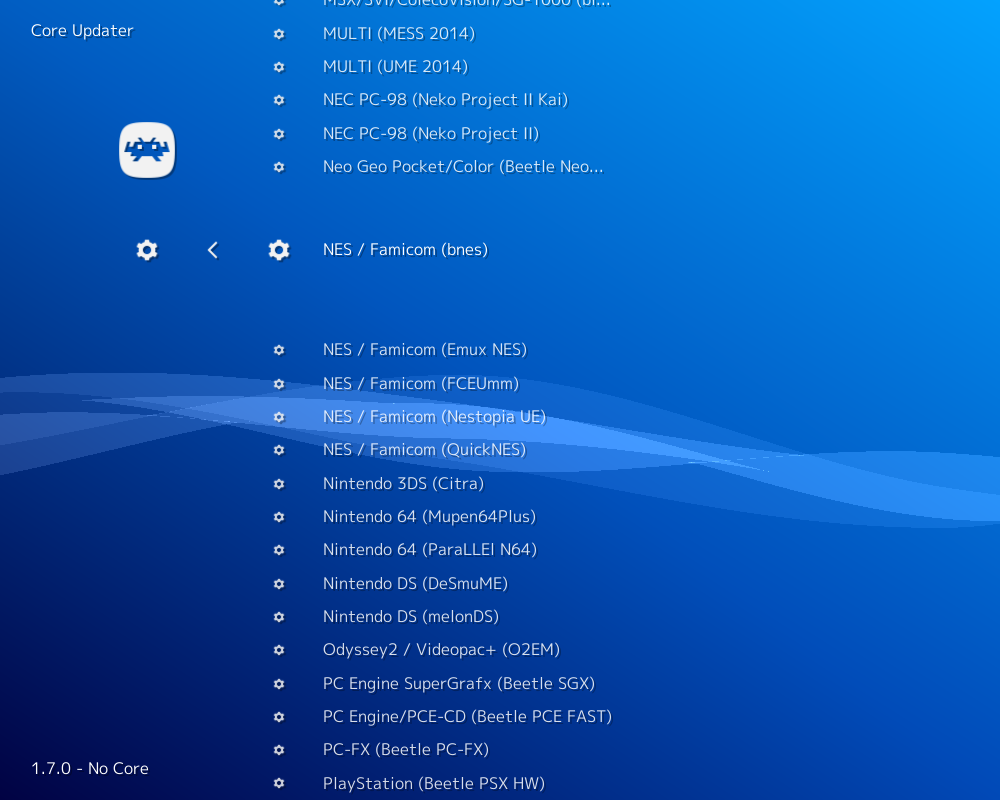 Core Updater
MSX/SVI/ColecoVision/SG-1000 (bl...
MULTI (MESS 2014)
MULTI (UME 2014)
NEC PC-98 (Neko Project II Kai)
NEC PC-98 (Neko Project II)
Neo Geo Pocket/Color (Beetle Neo...
NES / Famicom (bnes)
NES / Famicom (Emux NES)
NES / Famicom (FCEUmm)
NES / Famicom (Nestopia UE)
NES / Famicom (QuickNES)
Nintendo 3DS (Citra)
Nintendo 64 (Mupen64Plus)
Nintendo 64 (ParaLLEl N64)
Nintendo DS (DeSmuME)
Nintendo DS (melonDS)
Odyssey2 / Videopac+ (O2EM)
PC Engine SuperGrafx (Beetle SGX)
PC Engine/PCE-CD (Beetle PCE FAST)
PC-FX (Beetle PC-FX)
PlayStation (Beetle PSX HW)
1.7.0 - No Core